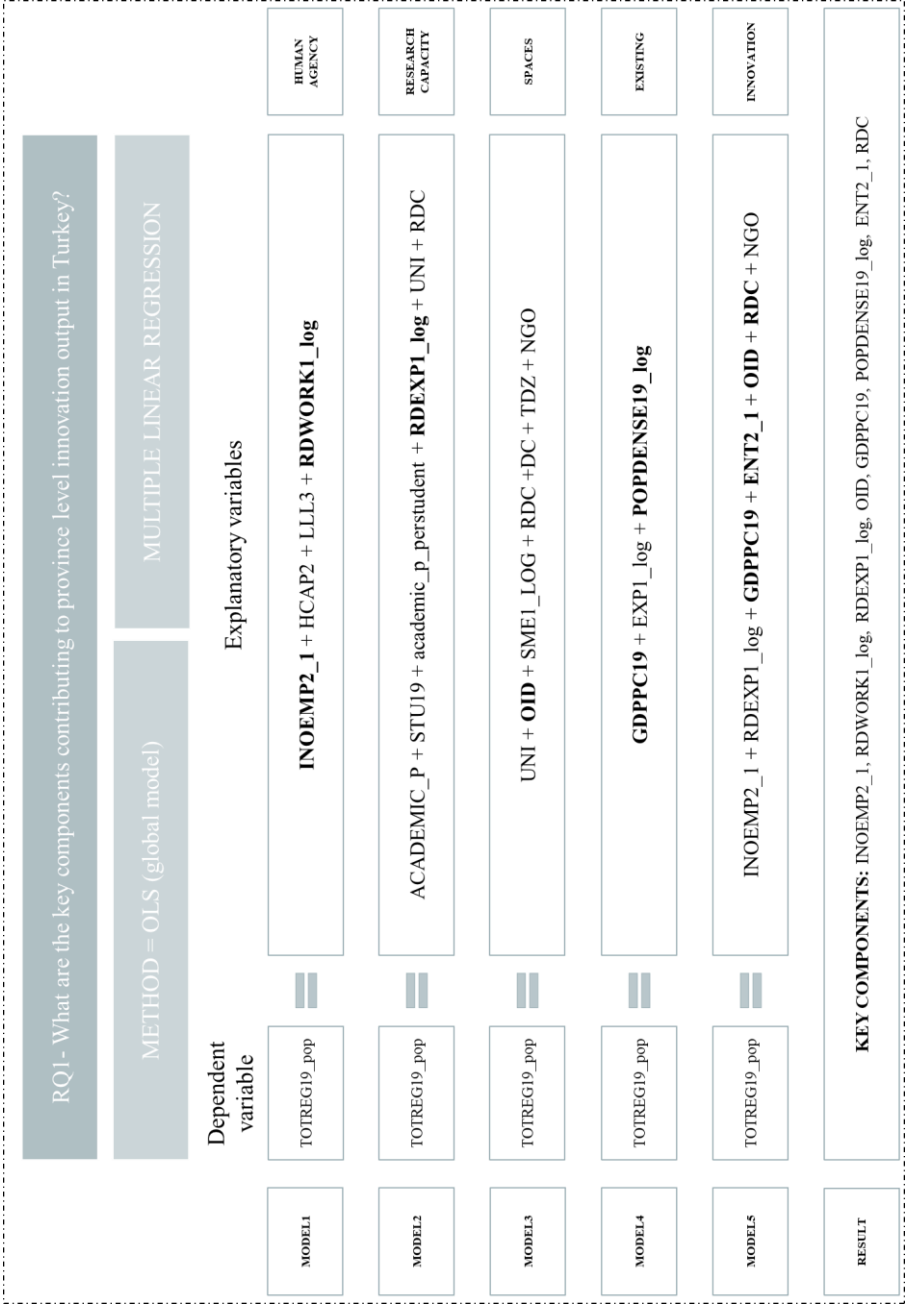 RQ1- What are the key components contributing to province level innovation output in Turkey?
METHOD = OLS (global model)
MULTIPLE LINEAR REGRESSION
Dependent
variable
Explanatory variables
MODEL1
TOTREG19_pop
INOEMP2_1 + HCAP2 + LLL3 + RDWORK1_log
HUMAN
AGENCY
MODEL2
TOTREG19_pop
ACADEMIC_P + STU19 + academic_p_perstudent + RDEXP1_log + UNI + RDC
RESEARCH
CAPACITY
MODEL3
TOTREG19_pop
UNI + OID + SME1_LOG + RDC +DC + TDZ + NGO
SPACES
MODEL4
TOTREG19_pop
GDPPC19 + EXP1_log + POPDENSE19_log
EXISTING
MODEL5
TOTREG19_pop
INOEMP2_1 + RDEXP1_log + GDPPC19 + ENT2_1 + OID + RDC + NGO
INNOVATION
RESULT
KEY COMPONENTS: INOEMP2_1, RDWORK1_log, RDEXP1_log, OID, GDPPC19, POPDENSE19_log, ENT2_1, RDC